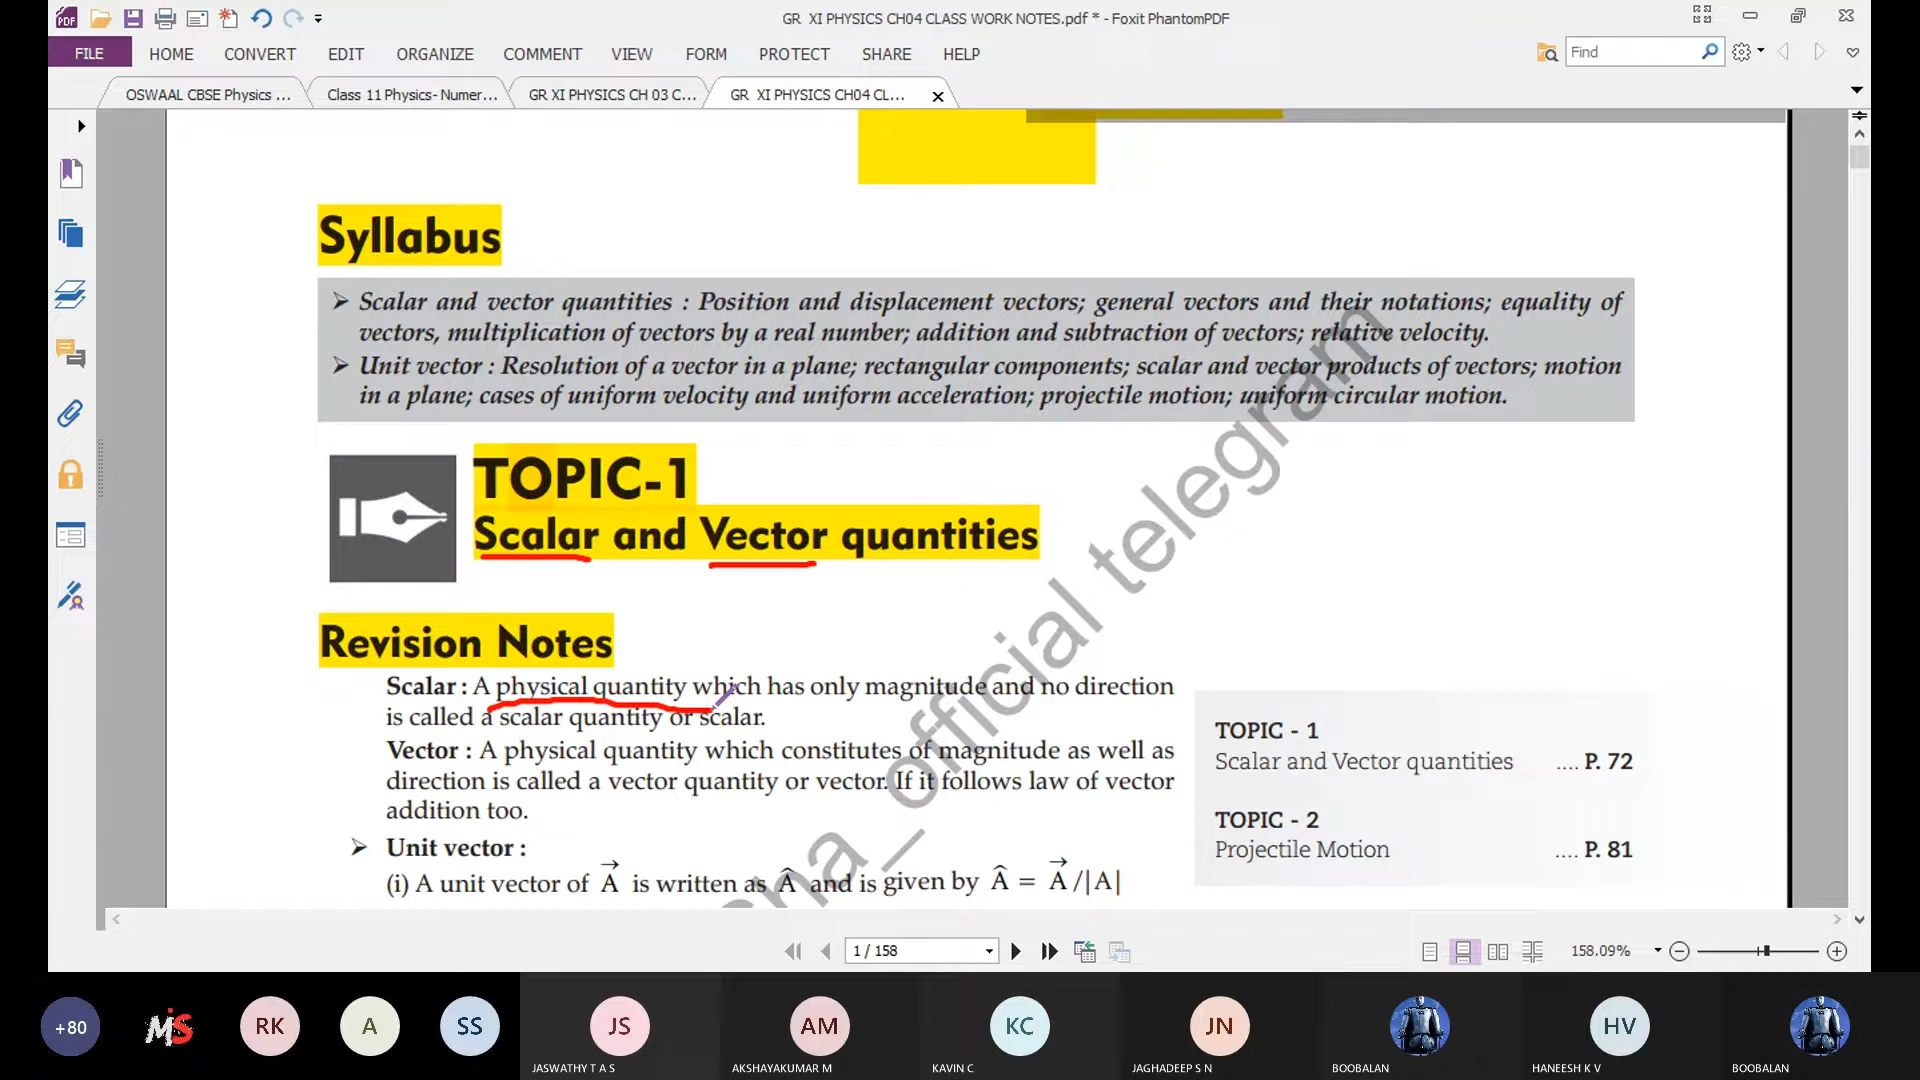 GR XI PHYSICS CH04 CLASS WORK NOTES.pdf * - Foxit PhantomPDF
FILE HOME CONVERT EDIT ORGANIZE COMMENT VIEW FORM PROTECT SHARE HELP Find
OSWAAL CBSE Physics ... Class 11 Physics- Numer... GR XI PHYSICS CH 03 C... GR XI PHYSICS CH04 CL...
Syllabus
➢ Scalar and vector quantities : Position and displacement vectors; general vectors and their notations; equality of
vectors, multiplication of vectors by a real number; addition and subtraction of vectors; relative velocity.
➢ Unit vector : Resolution of a vector in a plane; rectangular components; scalar and vector products of vectors; motion
in a plane; cases of uniform velocity and uniform acceleration; projectile motion; uniform circular motion.
TOPIC-1
Scalar and Vector quantities
Revision Notes
Scalar : A physical quantity which has only magnitude and no direction
is called a scalar quantity or scalar.
Vector : A physical quantity which constitutes of magnitude as well as
direction is called a vector quantity or vector. If it follows law of vector
addition too.
➢ Unit vector :
(i) A unit vector of A⃗ is written as Â and is given by Â = A⃗ /|A|
TOPIC - 1
Scalar and Vector quantities .... P. 72
TOPIC - 2
Projectile Motion .... P. 81
_official telegram
1 / 158
158.09%
+80 MiS RK A SS JS AM KC JN HV
JASWATHY T A S AKSHAYAKUMAR M KAVIN C JAGHADEEP S N BOOBALAN HANEESH K V BOOBALAN